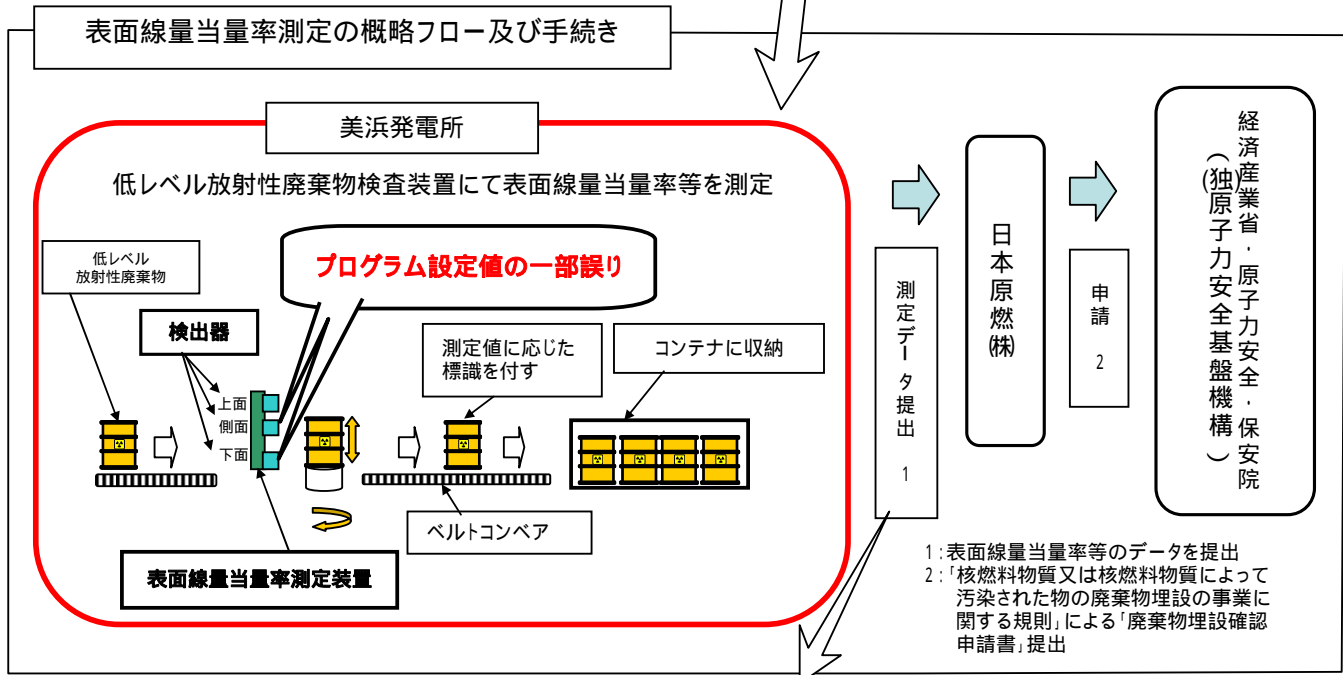 表面線量当量率測定の概略フロー及び手続き
美浜発電所
低レベル放射性廃棄物検査装置にて表面線量当量率等を測定
プログラム設定値の一部誤り
低レベル
放射性廃棄物
検出器
上面
側面
下面
測定値に応じた
標識を付す
コンテナに収納
ベルトコンベア
表面線量当量率測定装置
測定データ提出 1
日本原燃㈱
申請 2
経済産業省・原子力安全・保安院
(独)原子力安全基盤機構)
1:表面線量当量率等のデータを提出
2:「核燃料物質又は核燃料物質によって
汚染された物の廃棄物埋設の事業に
関する規則」による「廃棄物埋設確認
申請書」提出